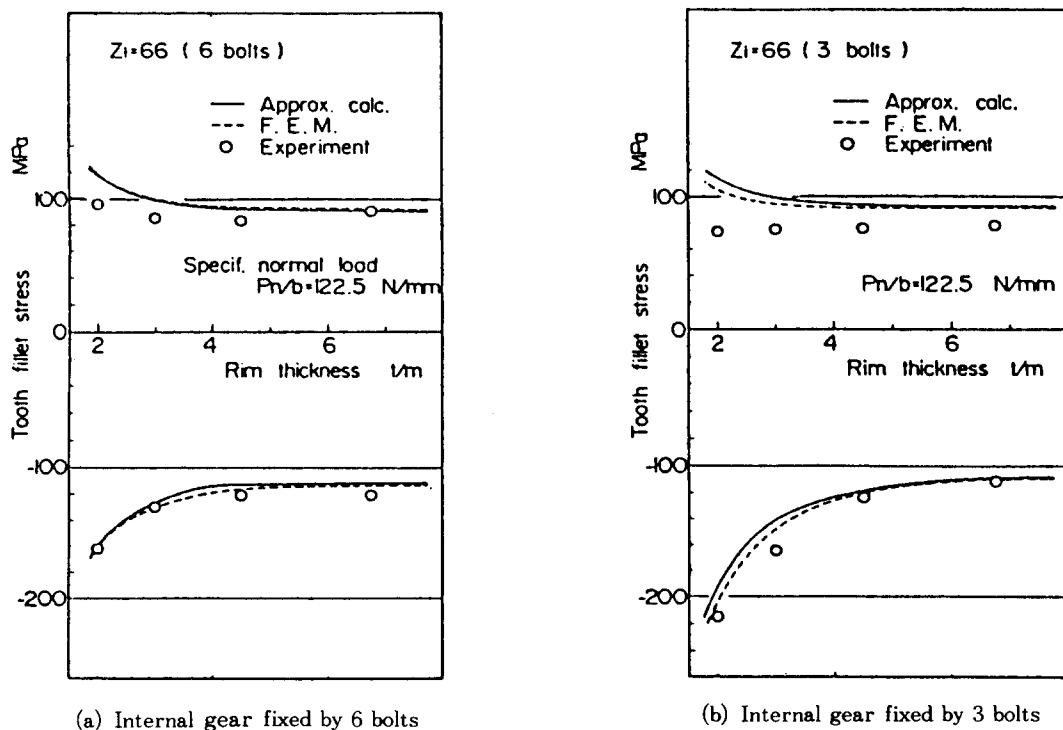 Zi=66 ( 6 bolts )
Approx. calc.
F. E. M.
Experiment
MPa
100
Specif. normal load
Pn/b=122.5 N/mm
0
2 4 6
Rim thickness t/m
Tooth fillet stress
-100
-200
(a) Internal gear fixed by 6 bolts
Zi=66 ( 3 bolts )
Approx. calc.
F. E. M.
Experiment
MPa
100
Pn/b=122.5 N/mm
0
2 4 6
Rim thickness t/m
Tooth fillet stress
-100
-200
(b) Internal gear fixed by 3 bolts